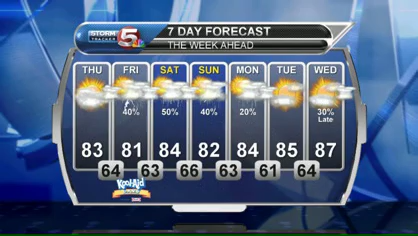 STORM
TRACKER
5
7 DAY FORECAST
THE WEEK AHEAD
THU FRI SAT SUN MON TUE WED
40% 50% 40% 20% 30%
Late
83 81 84 82 84 85 87
64 63 66 63 61 64
Kool-Aid